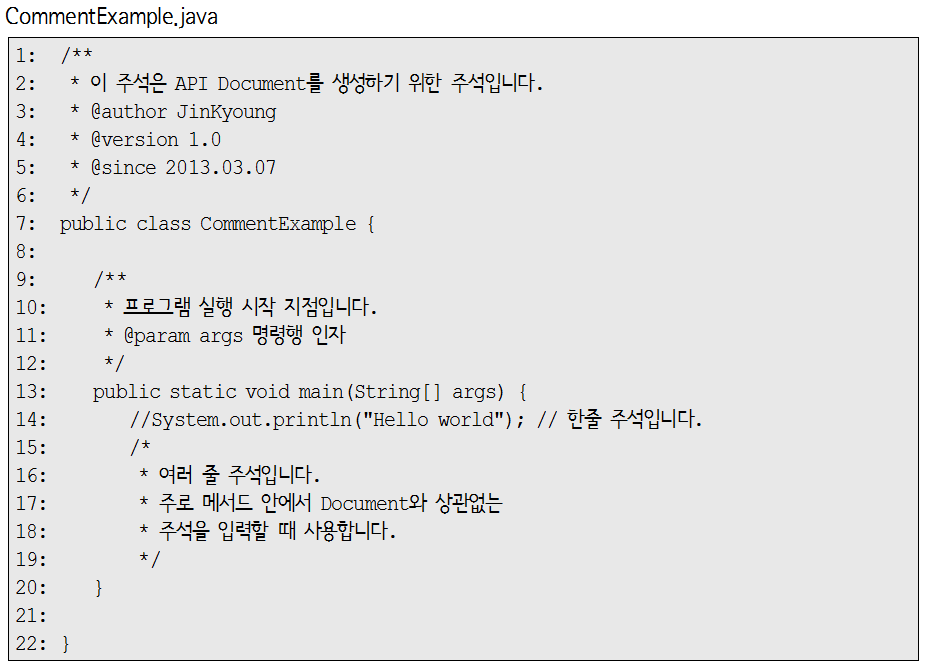 CommentExample.java
1: /**
2: * 이 주석은 API Document를 생성하기 위한 주석입니다.
3: * @author JinKyoung
4: * @version 1.0
5: * @since 2013.03.07
6: */
7: public class CommentExample {
8:
9: /**
10: * 프로그램 실행 시작 지점입니다.
11: * @param args 명령행 인자
12: */
13: public static void main(String[] args) {
14: //System.out.println("Hello world"); // 한줄 주석입니다.
15: /*
16: * 여러 줄 주석입니다.
17: * 주로 메서드 안에서 Document와 상관없는
18: * 주석을 입력할 때 사용합니다.
19: */
20: }
21:
22: }